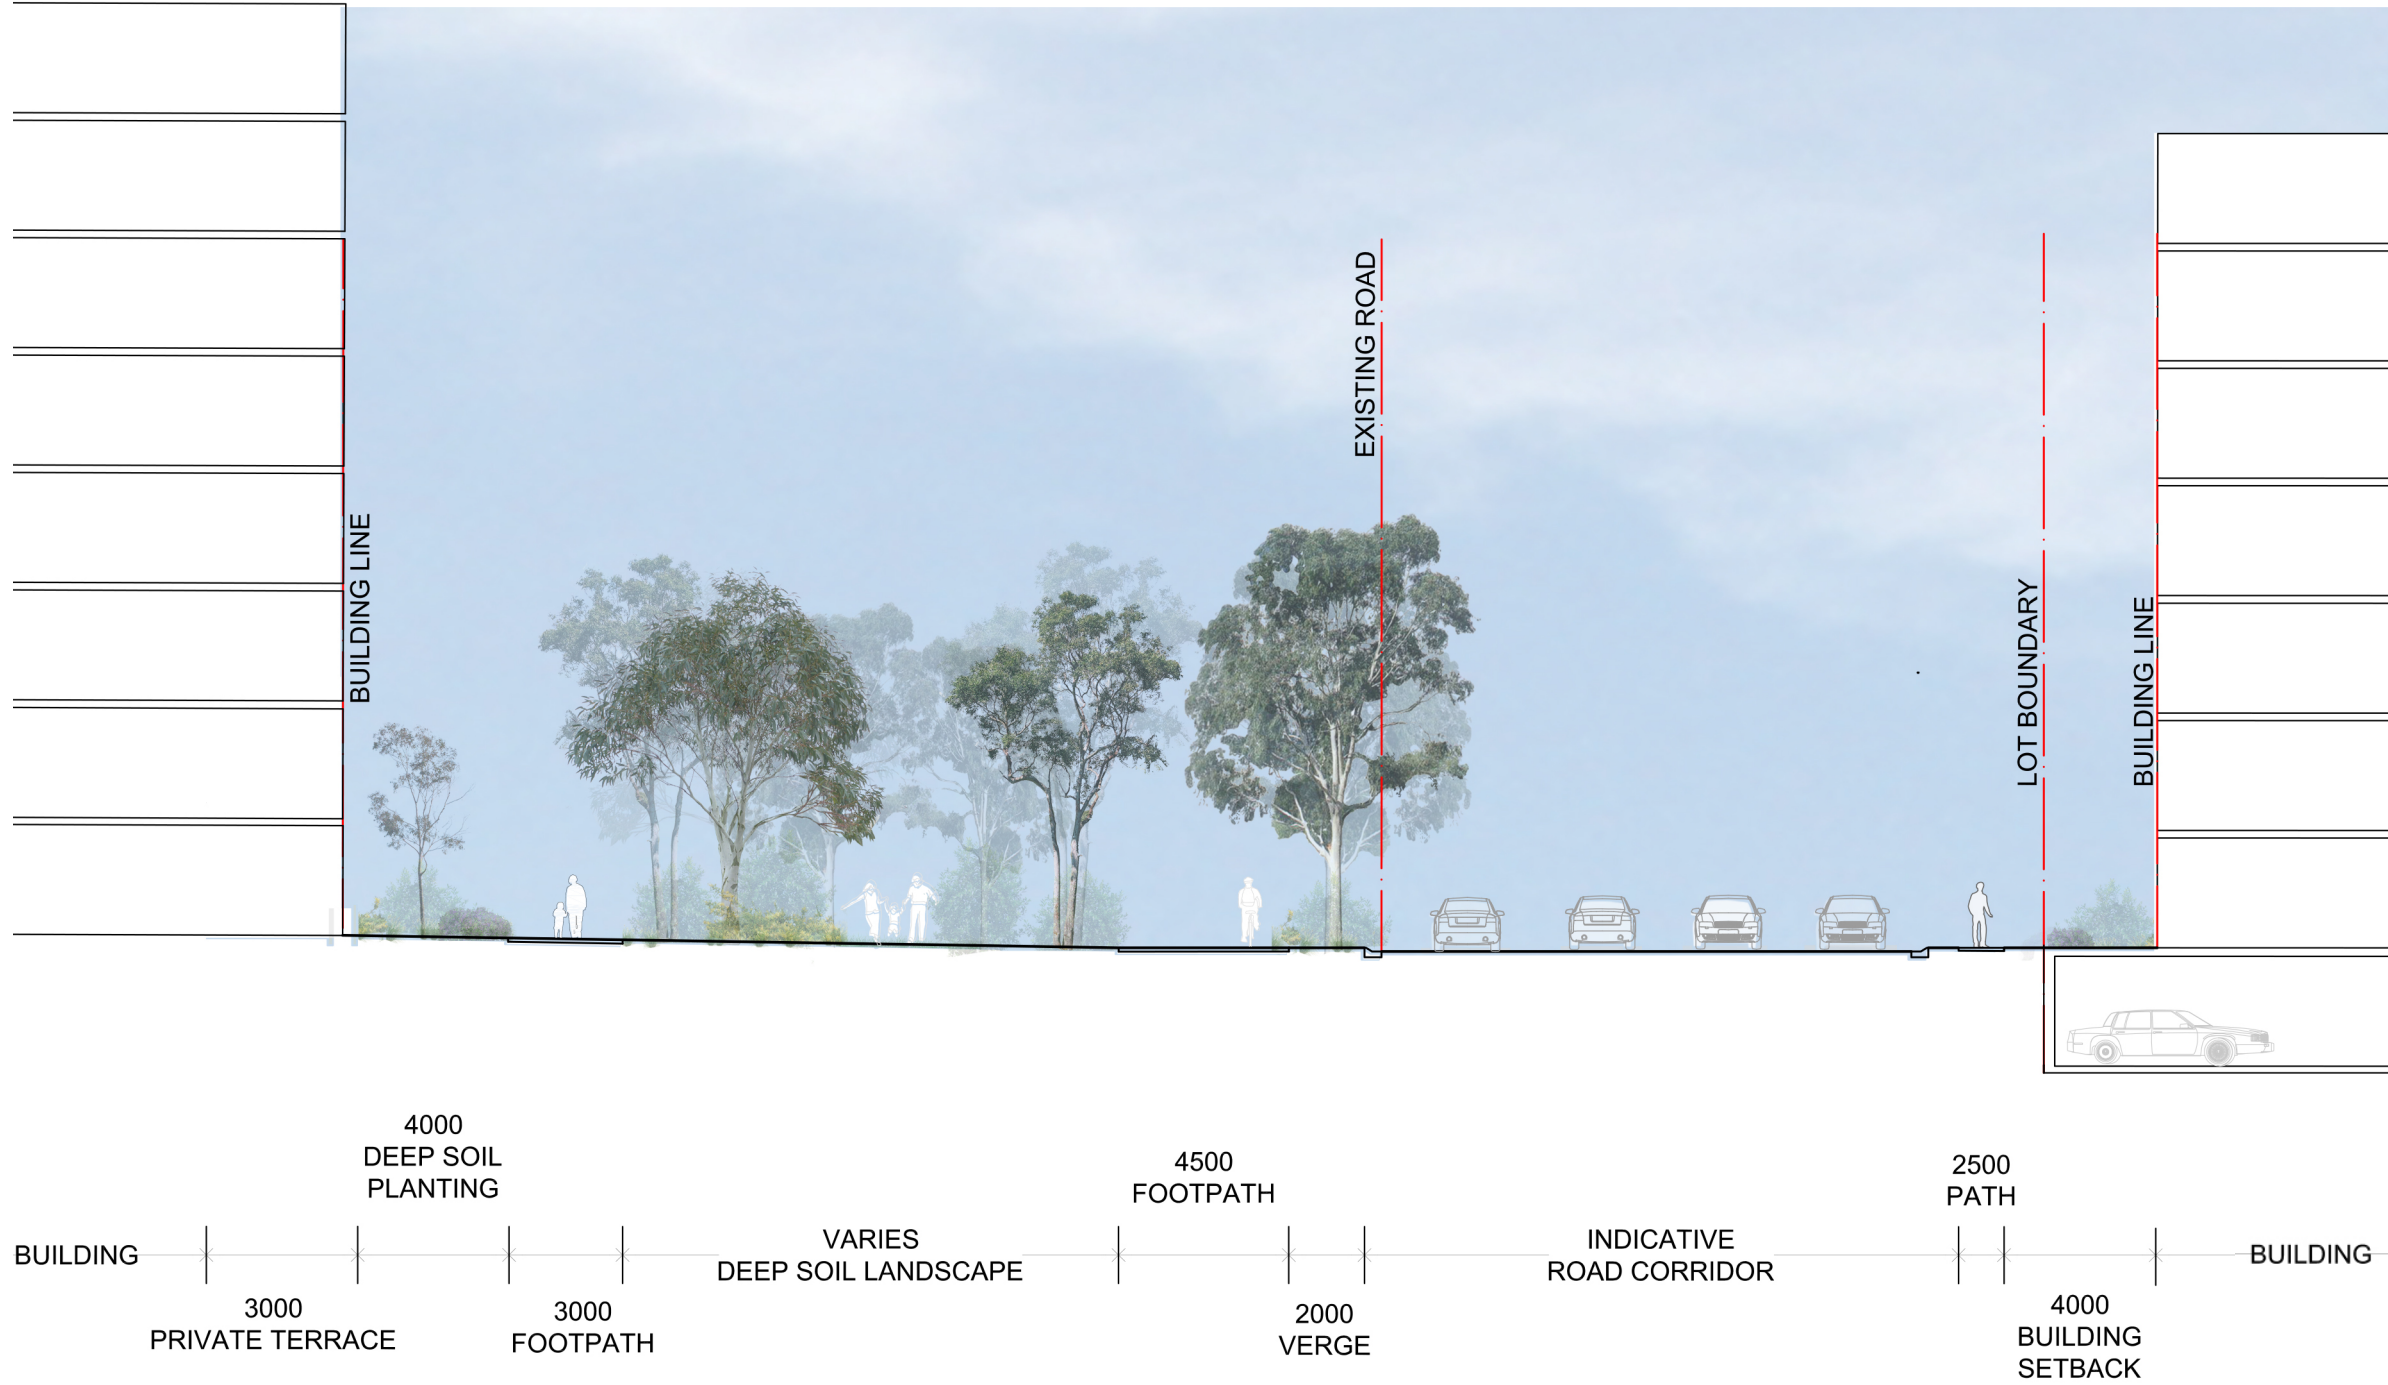 EXISTING ROAD
BUILDING LINE
LOT BOUNDARY
BUILDING LINE
4000
DEEP SOIL
PLANTING
4500
FOOTPATH
2500
PATH
BUILDING
VARIES
DEEP SOIL LANDSCAPE
INDICATIVE
ROAD CORRIDOR
BUILDING
3000
PRIVATE TERRACE
3000
FOOTPATH
2000
VERGE
4000
BUILDING
SETBACK